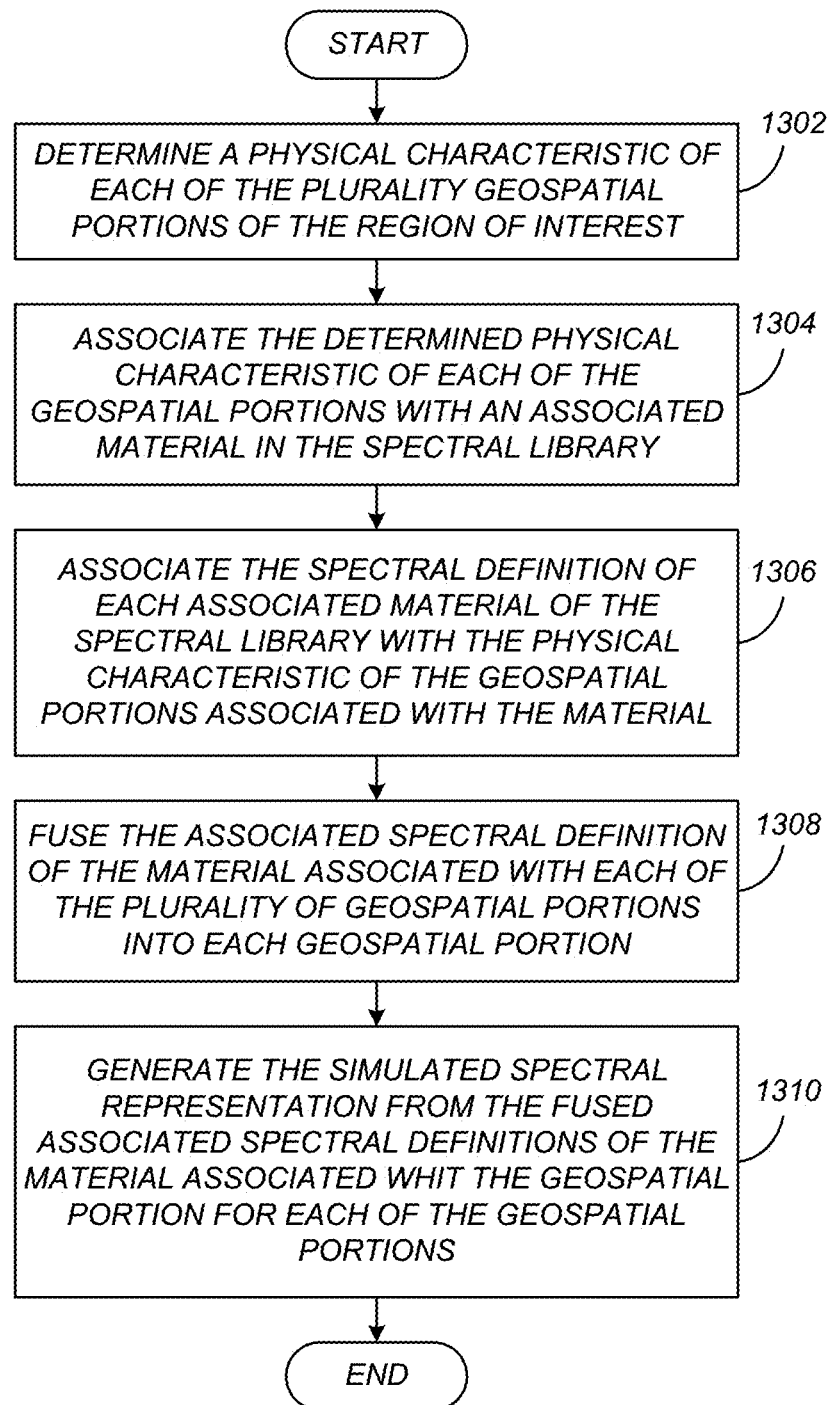 START
1302
DETERMINE A PHYSICAL CHARACTERISTIC OF
EACH OF THE PLURALITY GEOSPATIAL
PORTIONS OF THE REGION OF INTEREST
1304
ASSOCIATE THE DETERMINED PHYSICAL
CHARACTERISTIC OF EACH OF THE
GEOSPATIAL PORTIONS WITH AN ASSOCIATED
MATERIAL IN THE SPECTRAL LIBRARY
1306
ASSOCIATE THE SPECTRAL DEFINITION OF
EACH ASSOCIATED MATERIAL OF THE
SPECTRAL LIBRARY WITH THE PHYSICAL
CHARACTERISTIC OF THE GEOSPATIAL
PORTIONS ASSOCIATED WITH THE MATERIAL
1308
FUSE THE ASSOCIATED SPECTRAL DEFINITION
OF THE MATERIAL ASSOCIATED WITH EACH OF
THE PLURALITY OF GEOSPATIAL PORTIONS
INTO EACH GEOSPATIAL PORTION
1310
GENERATE THE SIMULATED SPECTRAL
REPRESENTATION FROM THE FUSED
ASSOCIATED SPECTRAL DEFINITIONS OF THE
MATERIAL ASSOCIATED WHIT THE GEOSPATIAL
PORTION FOR EACH OF THE GEOSPATIAL
PORTIONS
END